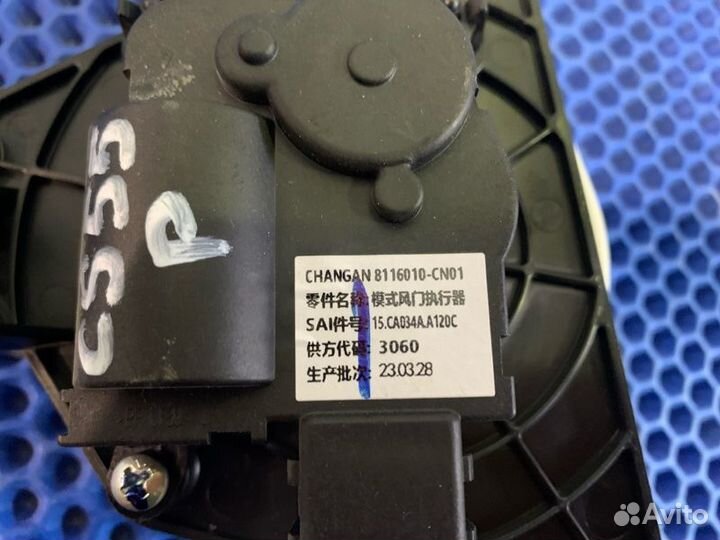 CS55
P
CHANGAN 8116010-CN01
零件名称: 模式风门执行器
SAI件号: 15.CA034A.A120C
供方代码: 3060
生产批次: 23.03.28
Avito